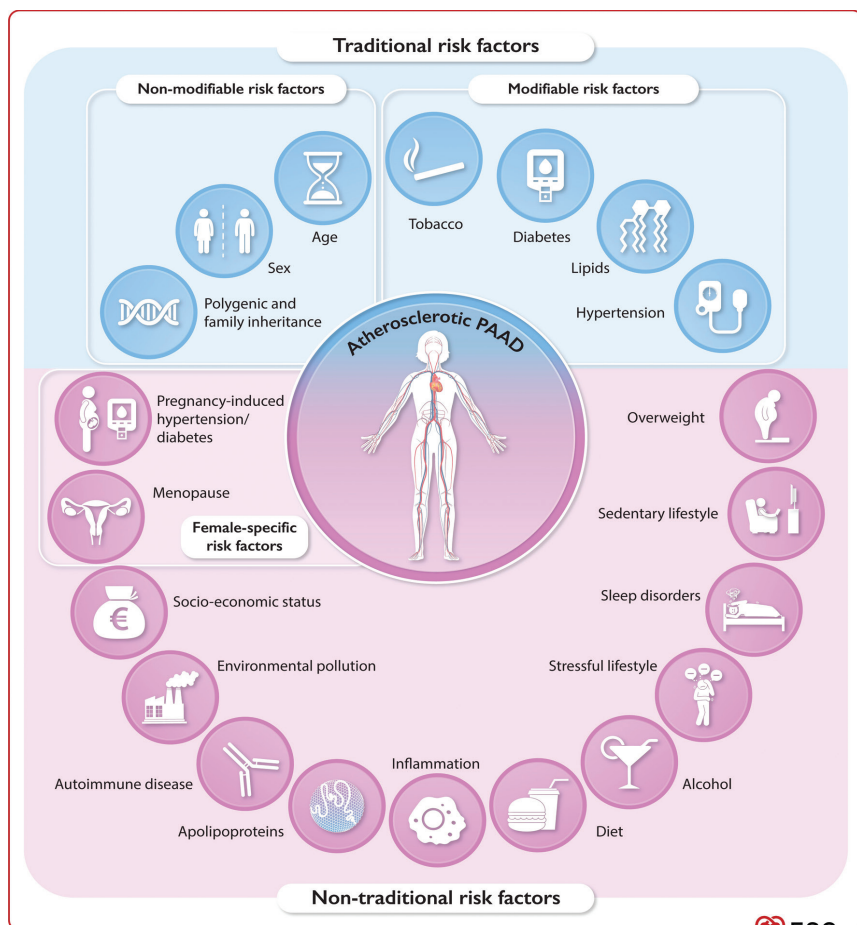 Traditional risk factors
Non-modifiable risk factors
Modifiable risk factors
Age
Sex
Polygenic and
family inheritance
Tobacco
Diabetes
Lipids
Hypertension
Atherosclerotic PAAD
Pregnancy-induced
hypertension/
diabetes
Menopause
Female-specific
risk factors
Overweight
Sedentary lifestyle
Sleep disorders
Stressful lifestyle
Alcohol
Diet
Inflammation
Apolipoproteins
Autoimmune disease
Environmental pollution
Socio-economic status
€
Non-traditional risk factors